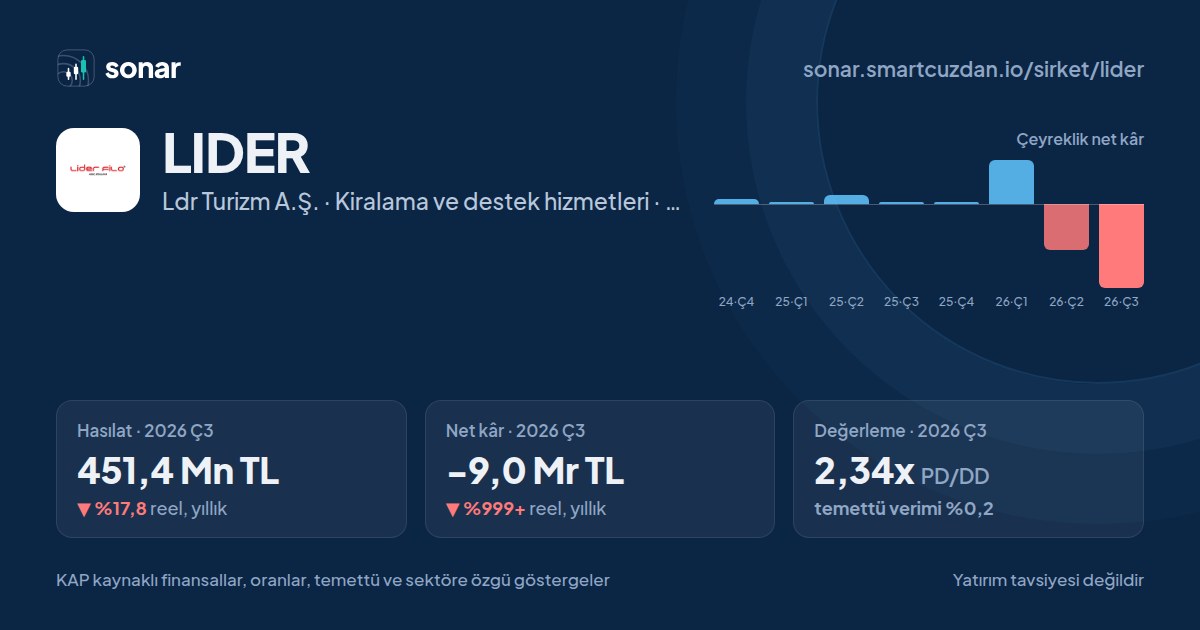 sonar
sonar.smartcuzdan.io/sirket/lider
Lider Filo
LIDER
Ldr Turizm A.Ş. · Kiralama ve destek hizmetleri · ...
Çeyreklik net kâr
24·Ç4 25·Ç1 25·Ç2 25·Ç3 25·Ç4 26·Ç1 26·Ç2 26·Ç3
Hasılat · 2026 Ç3
451,4 Mn TL
▼ %17,8 reel, yıllık
Net kâr · 2026 Ç3
-9,0 Mr TL
▼ %999+ reel, yıllık
Değerleme · 2026 Ç3
2,34x PD/DD
temettü verimi %0,2
KAP kaynaklı finansallar, oranlar, temettü ve sektöre özgü göstergeler
Yatırım tavsiyesi değildir